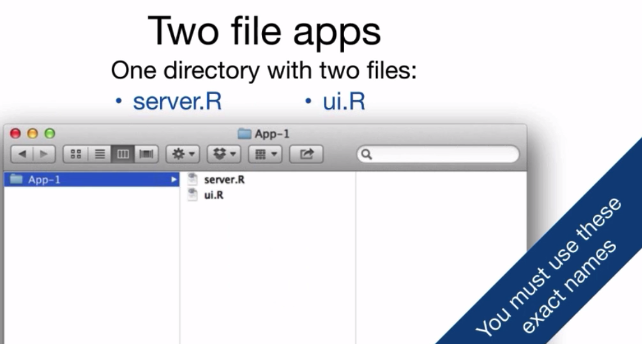 Two file apps
One directory with two files:
• server.R • ui.R
App-1
App-1
server.R
ui.R
You must use these
exact names